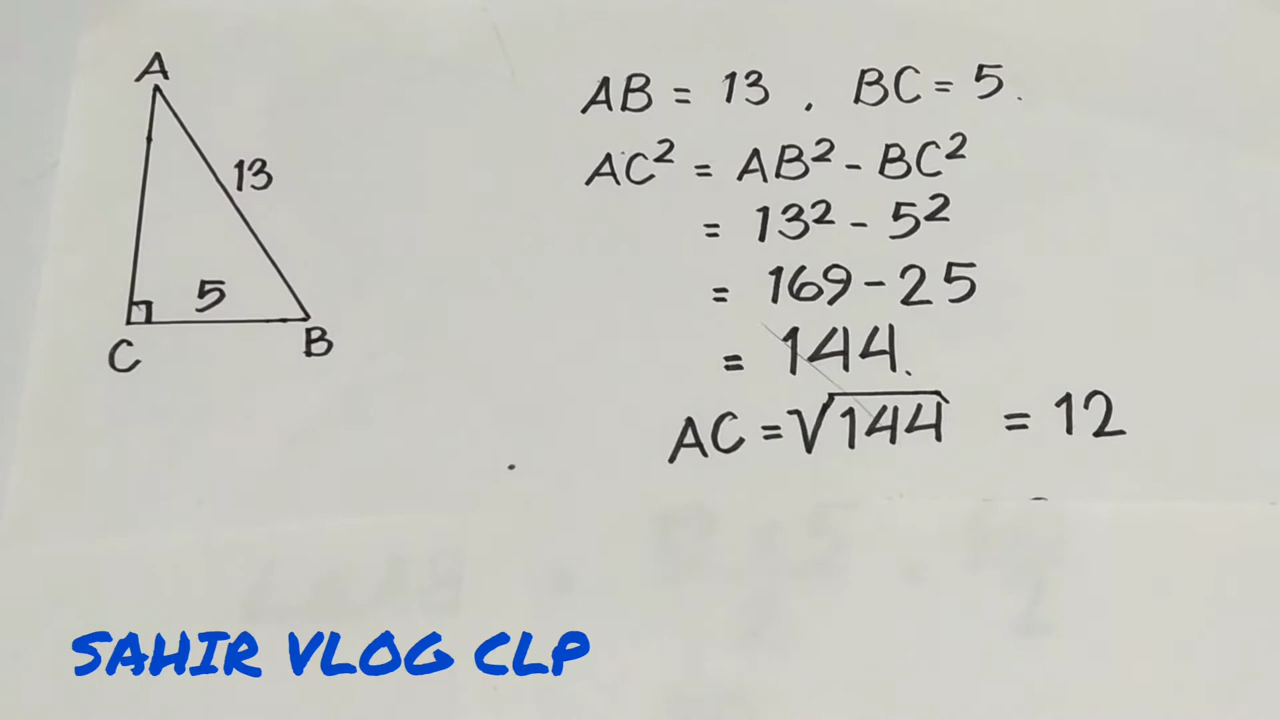 A
13
5
C
B
AB = 13 , BC = 5.
AC² = AB² - BC²
= 13² - 5²
= 169 - 25
= 144.
AC = √144 = 12
SAHIR VLOG CLP